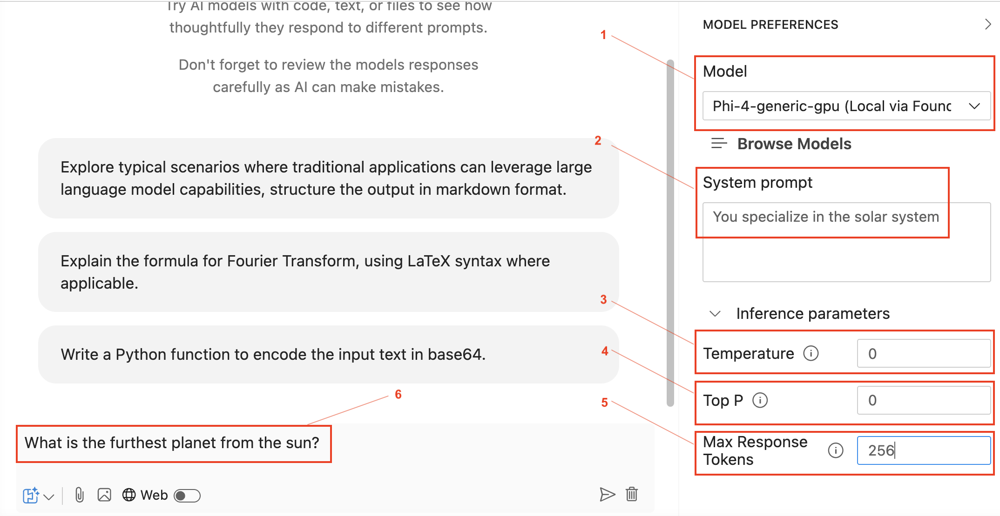 Try AI models with code, text, or files to see how
thoughtfully they respond to different prompts.
Don't forget to review the models responses
carefully as AI can make mistakes.
Explore typical scenarios where traditional applications can leverage large
language model capabilities, structure the output in markdown format.
Explain the formula for Fourier Transform, using LaTeX syntax where
applicable.
Write a Python function to encode the input text in base64.
6
What is the furthest planet from the sun?
Web
1
2
3
4
5
MODEL PREFERENCES
Model
Phi-4-generic-gpu (Local via Founc
Browse Models
System prompt
You specialize in the solar system
Inference parameters
Temperature 0
Top P 0
Max Response
Tokens
256